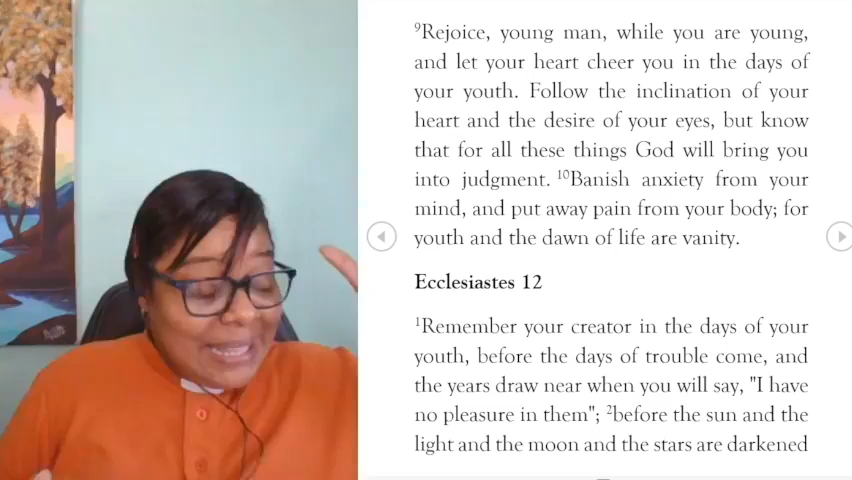 ⁹Rejoice, young man, while you are young,
and let your heart cheer you in the days of
your youth. Follow the inclination of your
heart and the desire of your eyes, but know
that for all these things God will bring you
into judgment. ¹⁰Banish anxiety from your
mind, and put away pain from your body; for
youth and the dawn of life are vanity.
Ecclesiastes 12
¹Remember your creator in the days of your
youth, before the days of trouble come, and
the years draw near when you will say, "I have
no pleasure in them"; ²before the sun and the
light and the moon and the stars are darkened